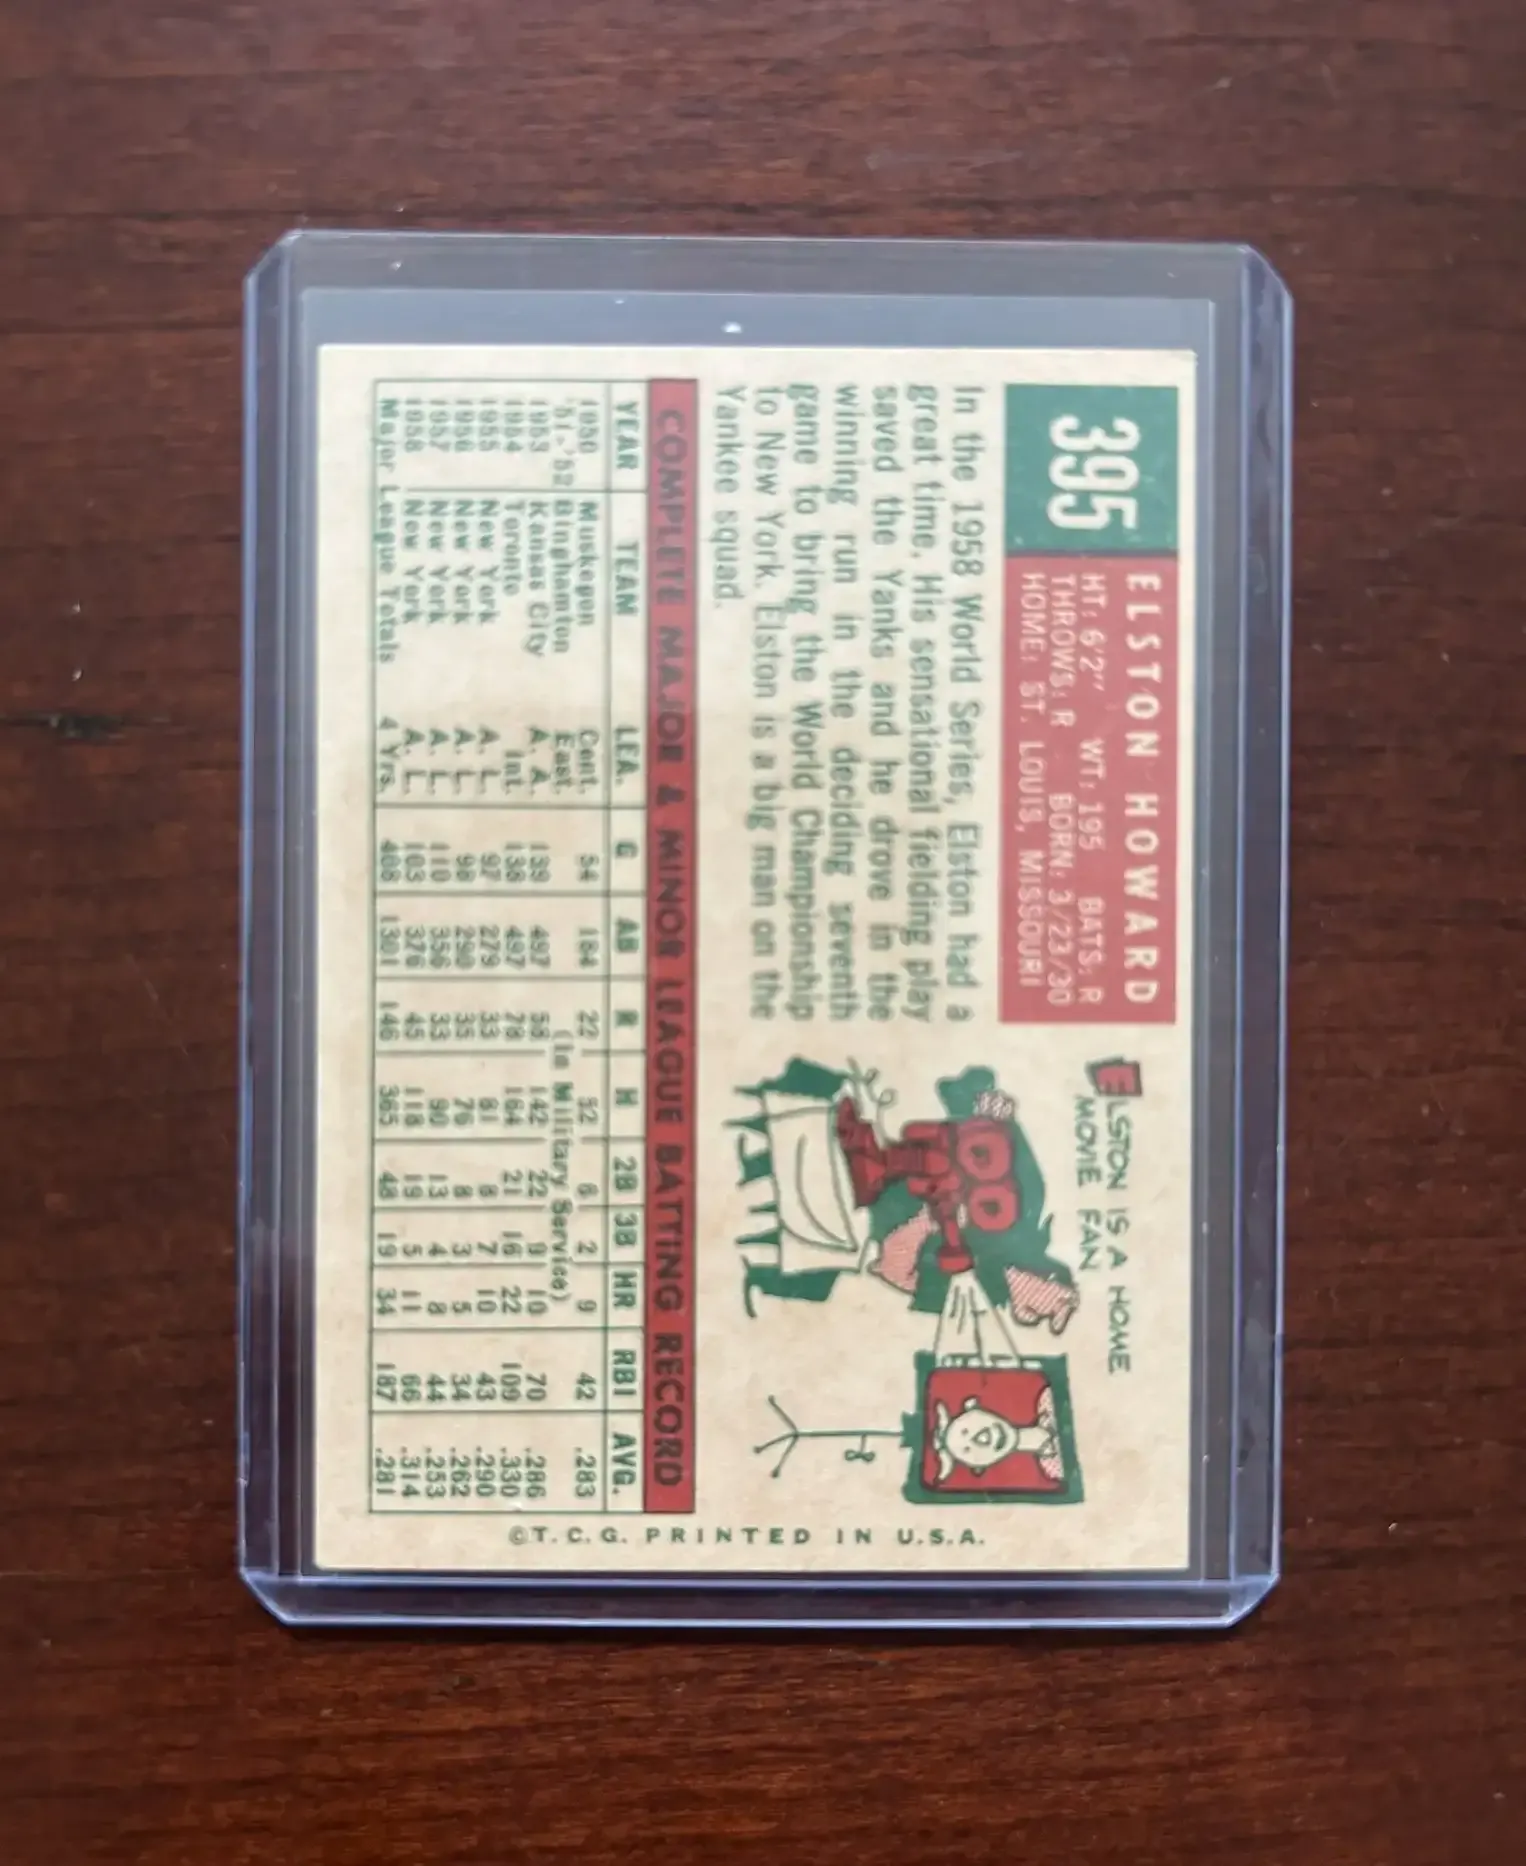 395
ELSTON HOWARD
HT: 6'2" WT: 195 BATS: R
THROWS: R BORN: 3/23/30
HOME: ST. LOUIS, MISSOURI
In the 1958 World Series, Elston had a
great time. His sensational fielding play
saved the Yanks and he drove in the
winning run in the deciding seventh
game to bring the World Championship
to New York. Elston is a big man on the
Yankee squad.
ELSTON IS A HOME
MOVIE FAN
COMPLETE MAJOR & MINOR LEAGUE BATTING RECORD
YEAR TEAM LEA. G AB R H 2B 3B HR RBI AVG.
1950 Muskegon Cent. 54 184 22 52 6 2 9 42 .283
'51-'52 Binghamton East. (In Military Service)
1953 Kansas City A. A. 139 497 58 142 22 9 10 70 .286
1954 Toronto Int. 138 497 78 164 21 16 22 109 .330
1955 New York A. L. 97 279 33 81 8 7 10 43 .290
1956 New York A. L. 98 290 35 76 8 3 5 34 .262
1957 New York A. L. 110 356 33 90 13 4 8 44 .253
1958 New York A. L. 103 376 45 118 19 5 11 66 .314
Major League Totals 4 Yrs. 408 1301 146 365 48 19 34 187 .281
©T. C. G. PRINTED IN U.S.A.